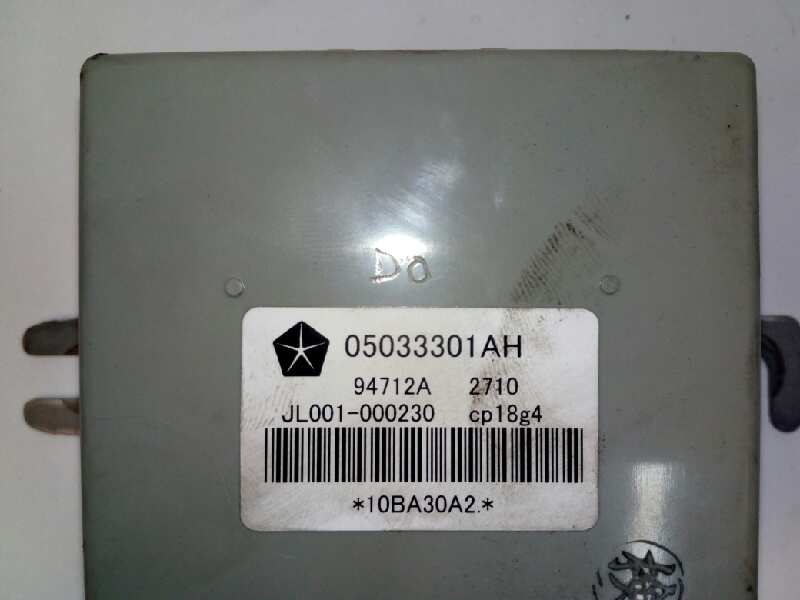 Da
05033301AH
94712A 2710
JL001-000230 cp18g4
*10BA30A2.*